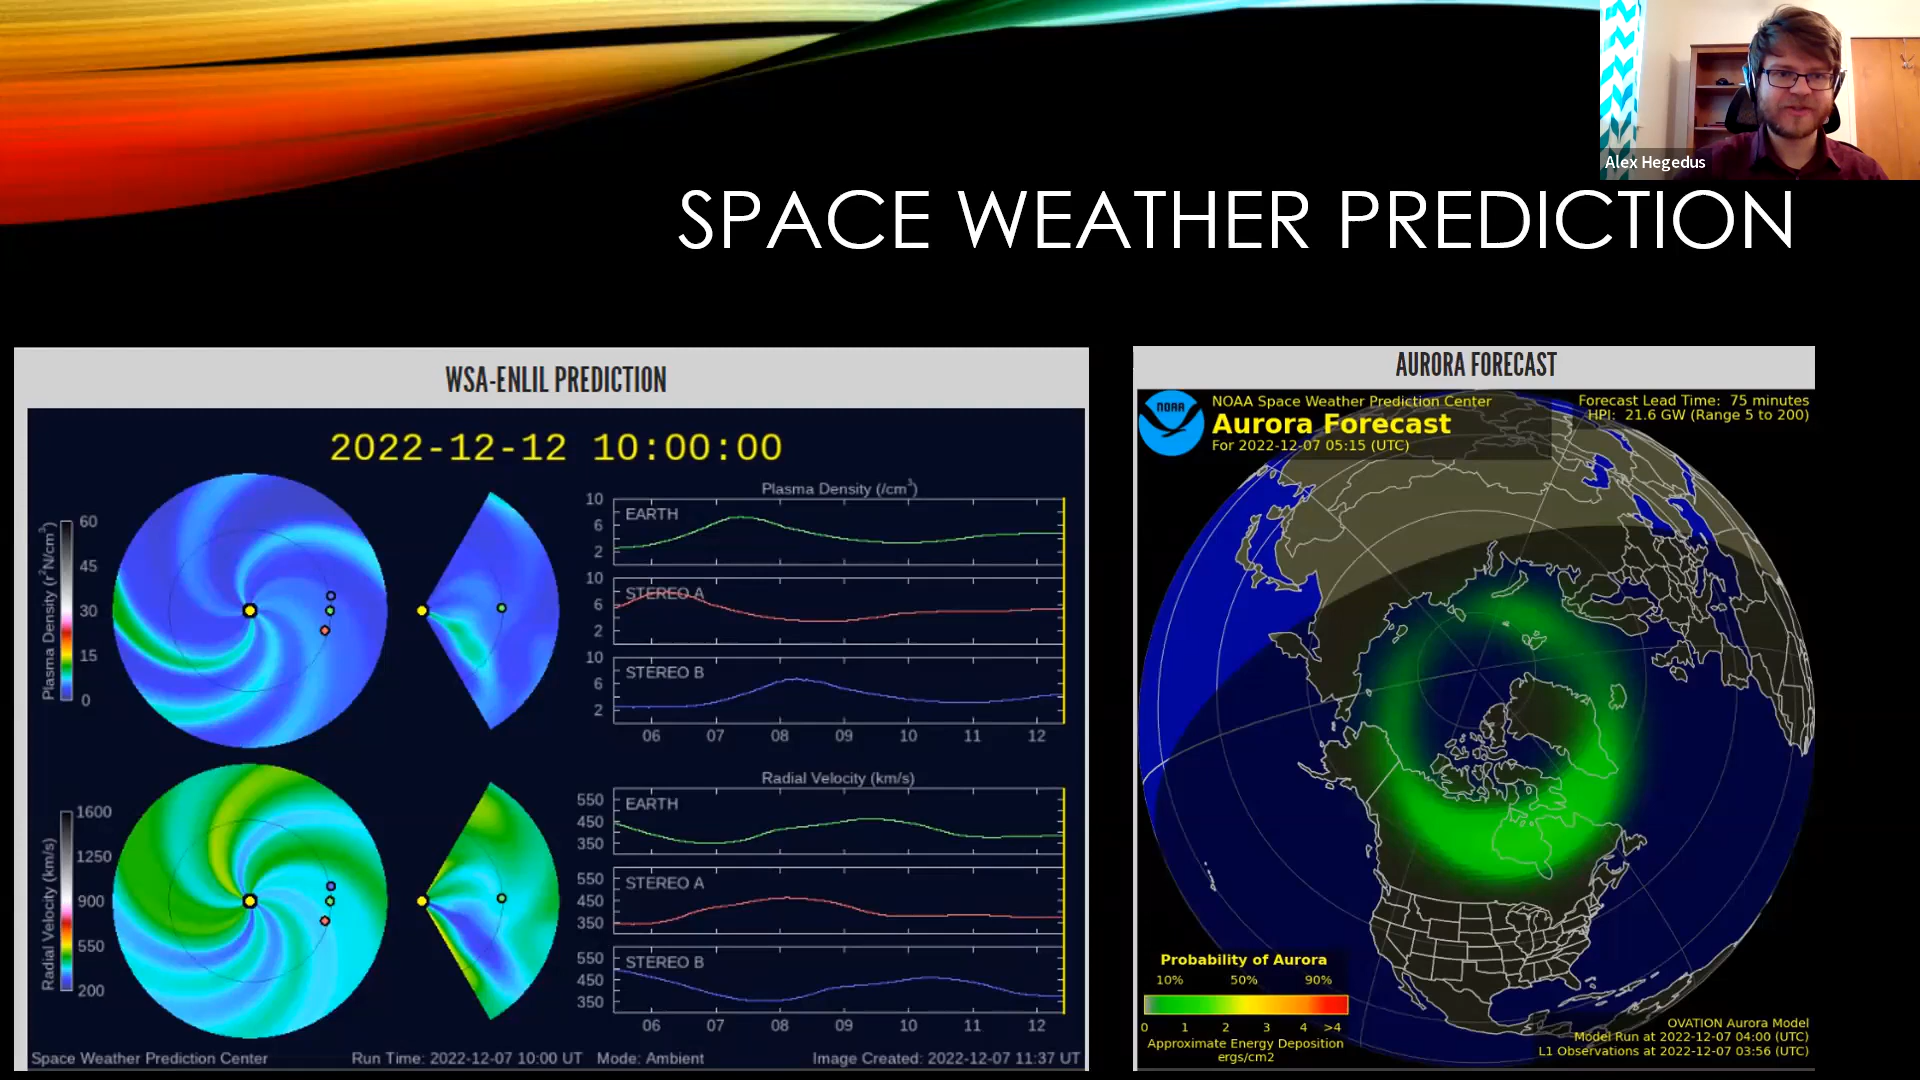 Alex Hegedus
SPACE WEATHER PREDICTION
WSA-ENLIL PREDICTION
2022-12-12 10:00:00
Plasma Density (r²N/cm³)
60
45
30
15
0
Plasma Density (/cm³)
10
6
2
EARTH
10
6
2
STEREO A
10
6
2
STEREO B
06 07 08 09 10 11 12
Radial Velocity (km/s)
1600
1250
900
550
200
Radial Velocity (km/s)
550
450
350
EARTH
550
450
350
STEREO A
550
450
350
STEREO B
06 07 08 09 10 11 12
Space Weather Prediction Center Run Time: 2022-12-07 10:00 UT Mode: Ambient Image Created: 2022-12-07 11:37 UT
AURORA FORECAST
NOAA
NOAA Space Weather Prediction Center
Aurora Forecast
For 2022-12-07 05:15 (UTC)
Forecast Lead Time: 75 minutes
HPI: 21.6 GW (Range 5 to 200)
Probability of Aurora
10% 50% 90%
0 1 2 3 4 >4
Approximate Energy Deposition
ergs/cm2
OVATION Aurora Model
Model Run at 2022-12-07 04:00 (UTC)
L1 Observations at 2022-12-07 03:56 (UTC)